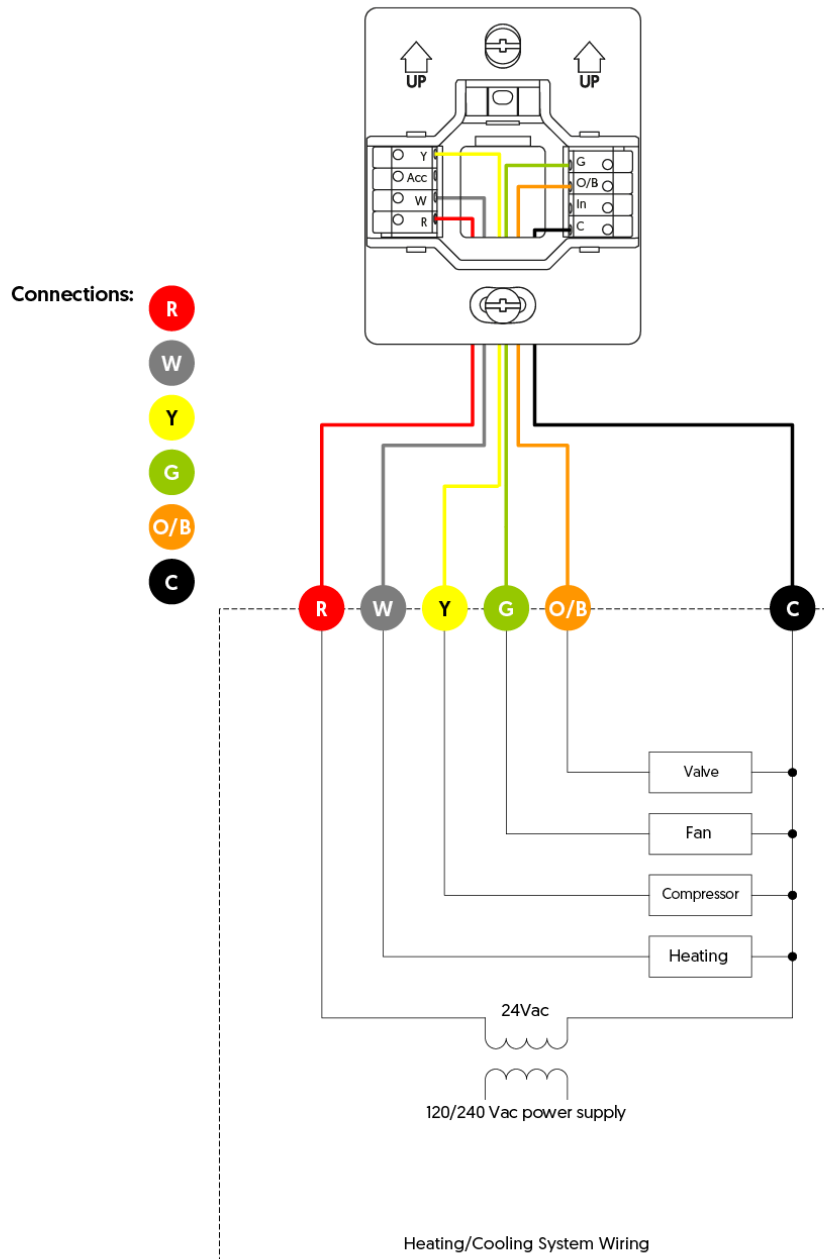 UP
UP
Y
Acc
W
R
G
O/B
In
C
Connections:
R
W
Y
G
O/B
C
R
W
Y
G
O/B
C
Valve
Fan
Compressor
Heating
24Vac
120/240 Vac power supply
Heating/Cooling System Wiring